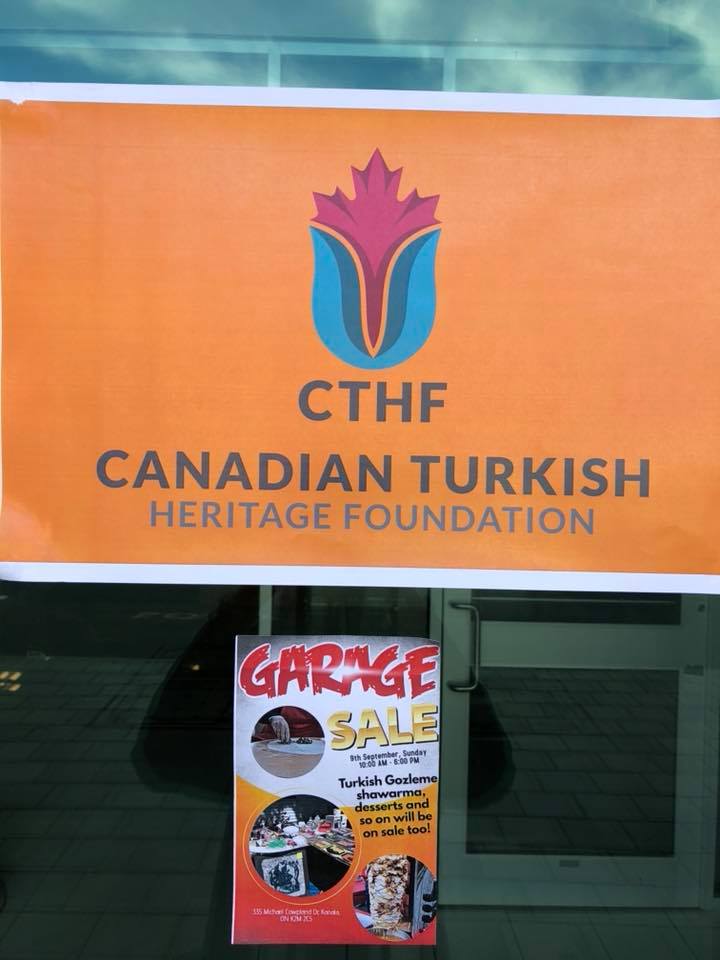 CTHF
CANADIAN TURKISH
HERITAGE FOUNDATION
GARAGE
SALE
9th September, Sunday
10:00 AM - 6:00 PM
Turkish Gozleme
shawarma,
desserts and
so on will be
on sale too!
335 Michael Cowpland Dr, Kanata,
ON K2M 2C5